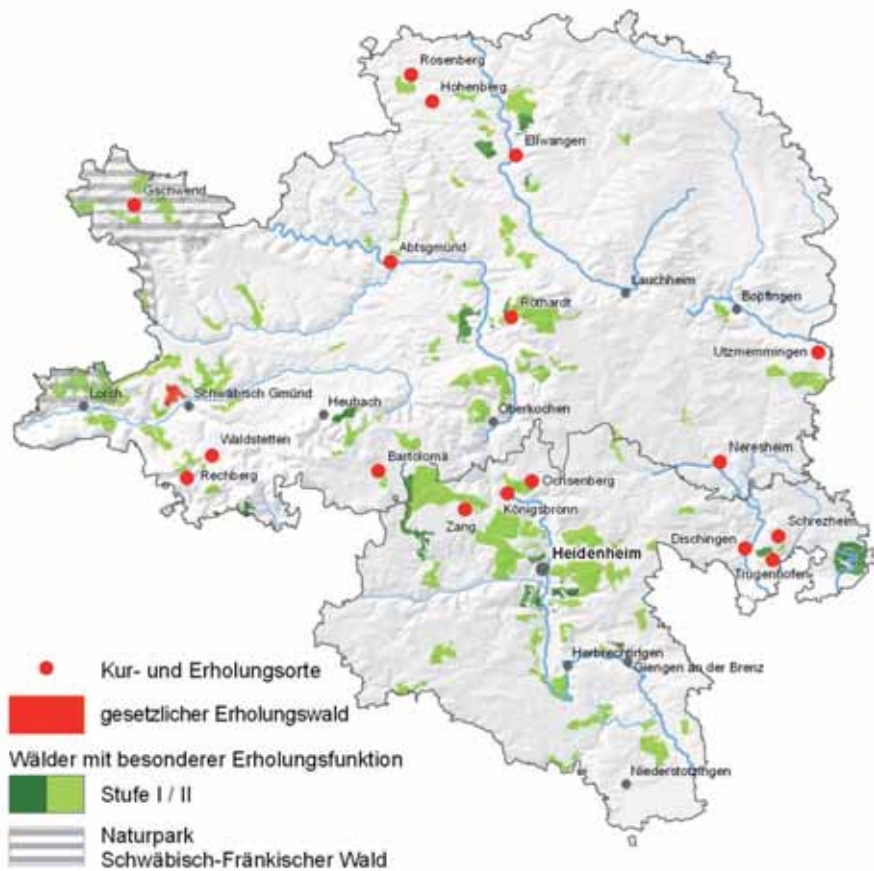 Rosenberg
Hohenberg
Ellwangen
Gschwend
Abtsgmünd
Lauchheim
Bopfingen
Röthardt
Utzmemmingen
Lorch
Schwäbisch Gmünd
Heubach
Oberkochen
Waldstetten
Bartolomä
Neresheim
Rechberg
Ochsenberg
Königsbronn
Zang
Schrezheim
Dischingen
Heidenheim
Trugenhofen
Herbrechtingen
Giengen an der Brenz
Niederstotzingen
Kur- und Erholungsorte
gesetzlicher Erholungswald
Wälder mit besonderer Erholungsfunktion
Stufe I / II
Naturpark
Schwäbisch-Fränkischer Wald